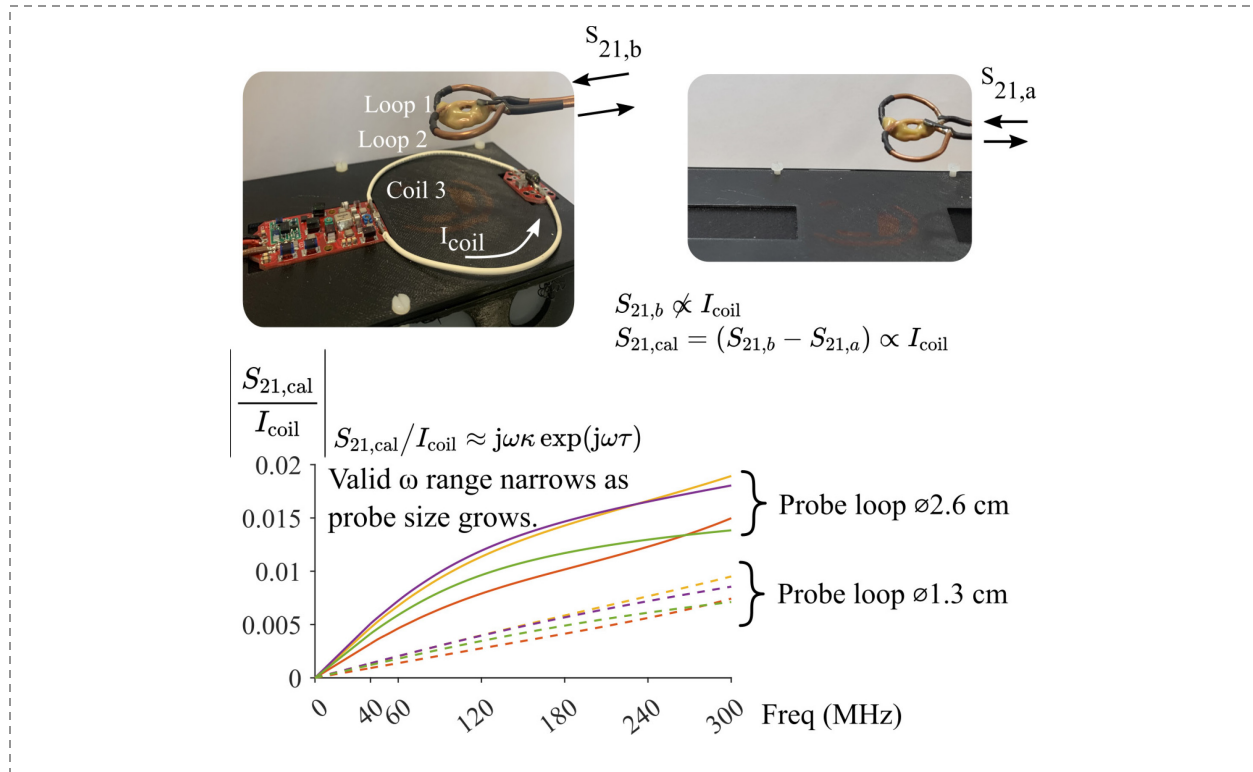 S21,b
S21,a
Loop 1
Loop 2
Coil 3
Icoil
S21,b ∝̸ Icoil
S21,cal = (S21,b − S21,a) ∝ Icoil
|S21,cal / Icoil|
S21,cal/Icoil ≈ jωκ exp(jωτ)
Valid ω range narrows as
probe size grows.
0.02
0.015
0.01
0.005
0
Probe loop ⌀2.6 cm
Probe loop ⌀1.3 cm
0 40 60 120 180 240 300 Freq (MHz)